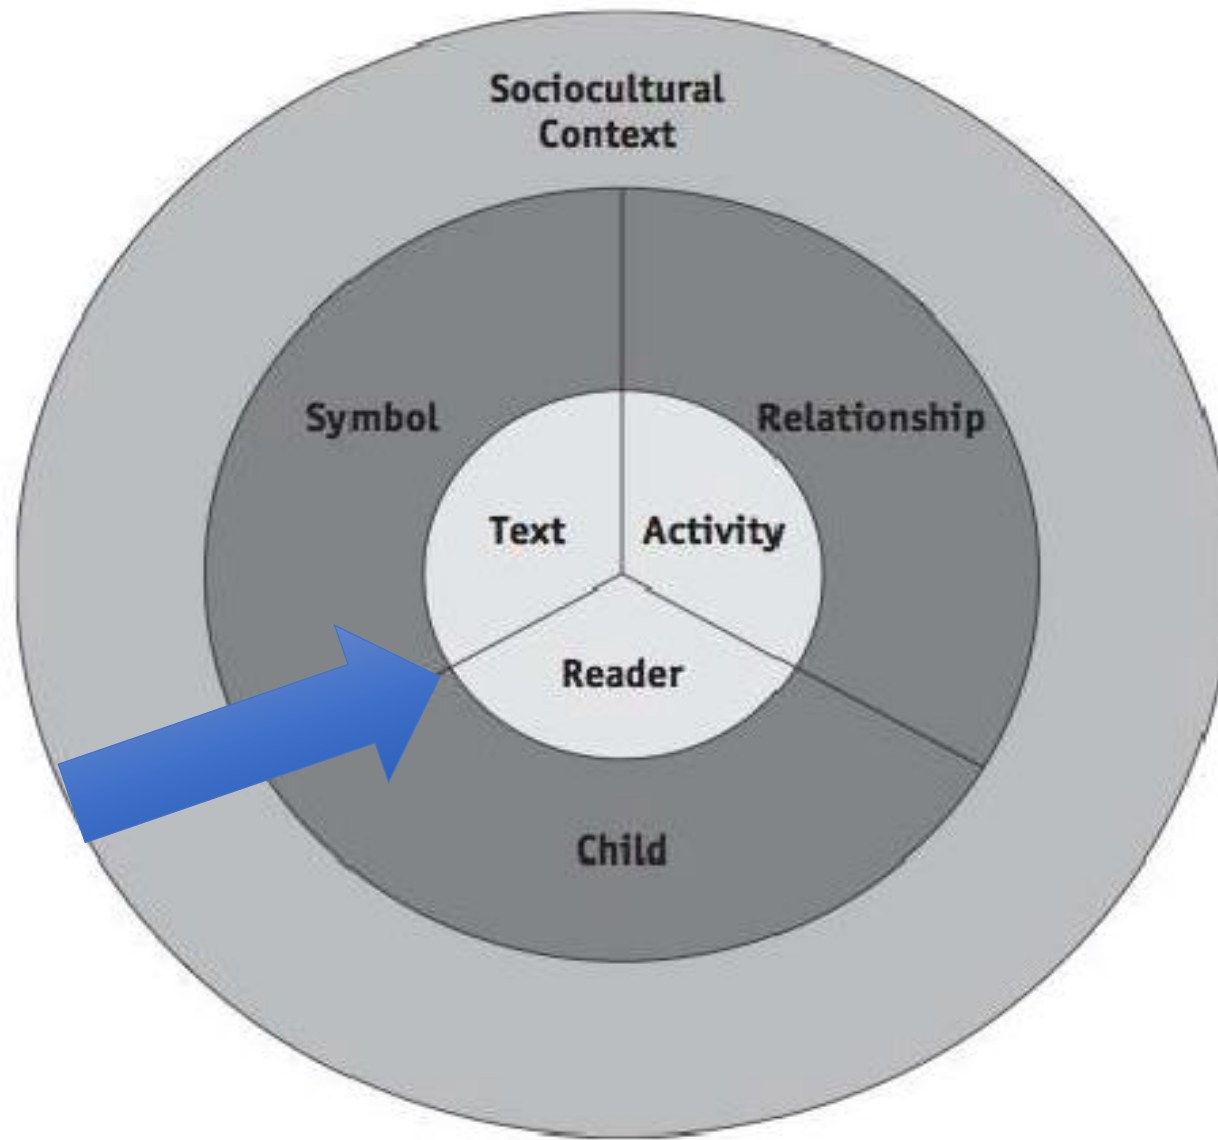 Sociocultural
Context
Symbol
Relationship
Text
Activity
Reader
Child